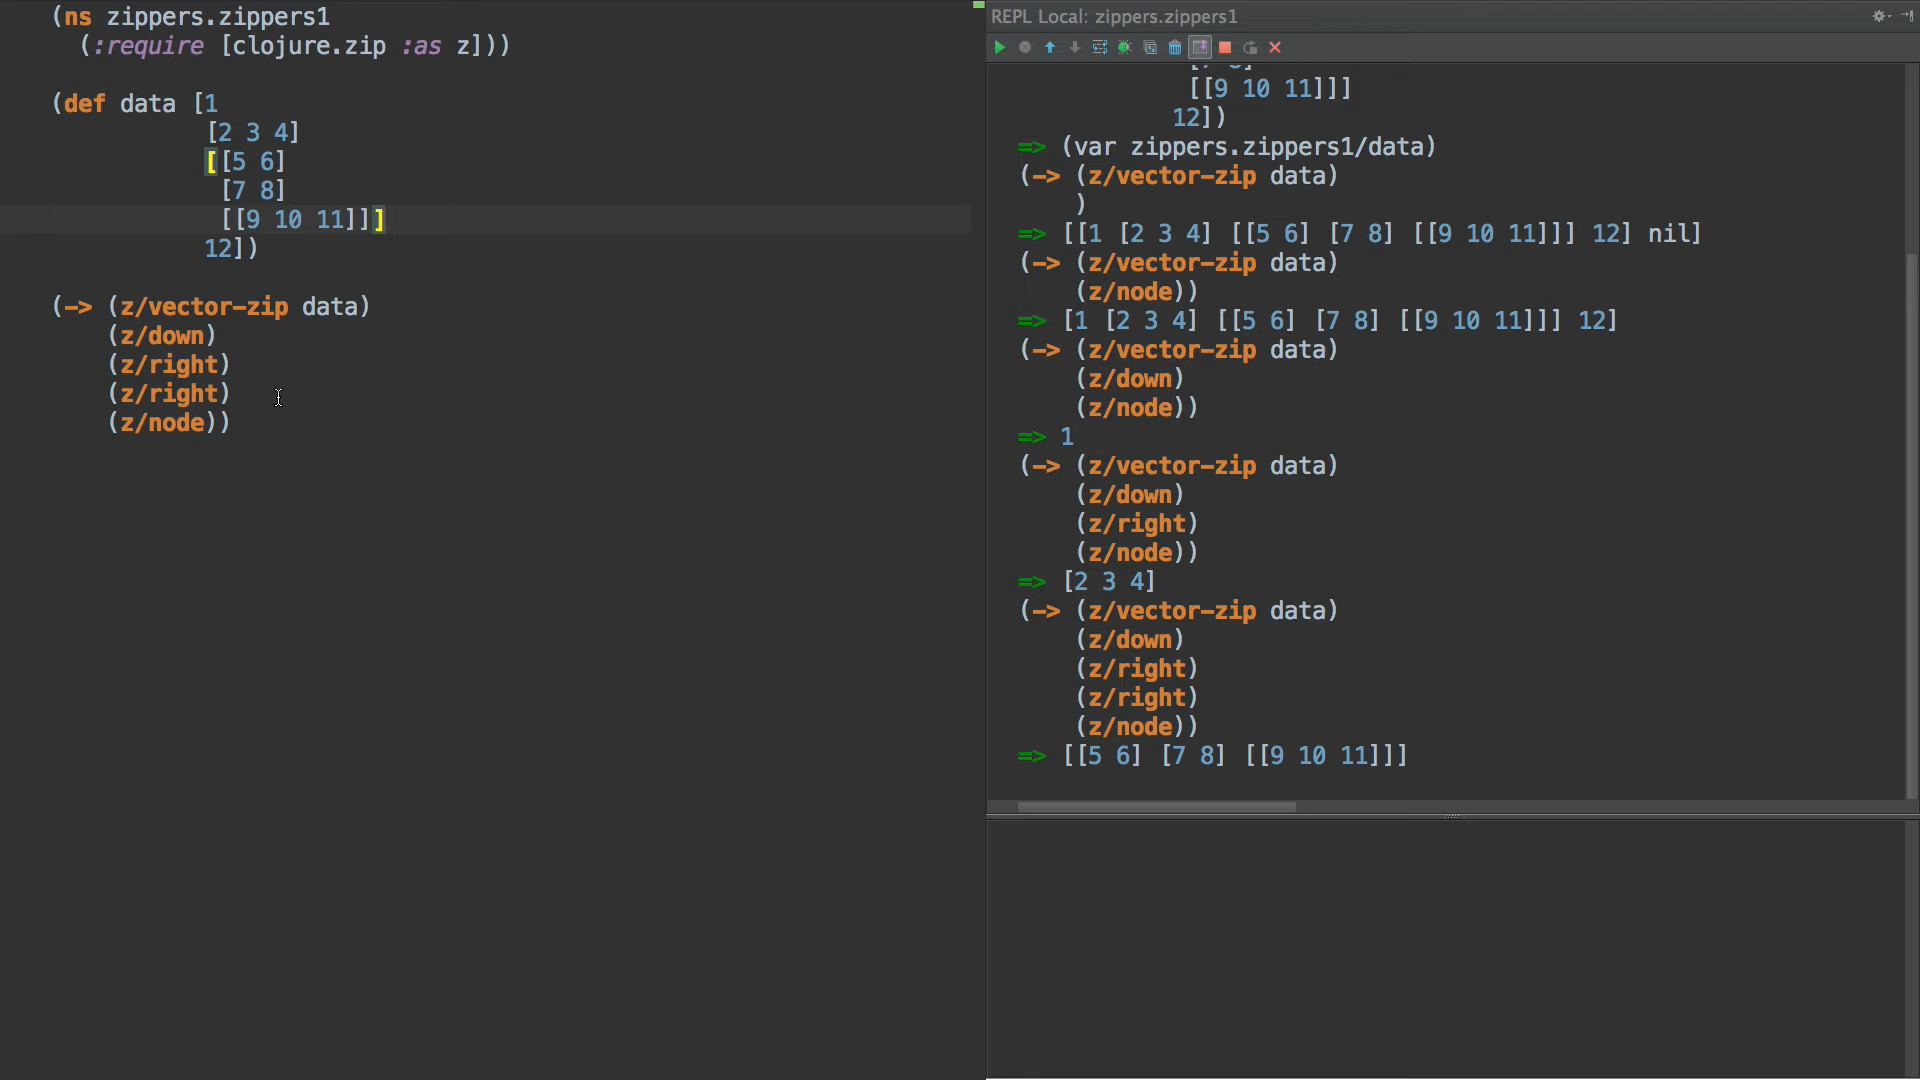 (ns zippers.zippers1
(:require [clojure.zip :as z]))
(def data [1
[2 3 4]
[[5 6]
[7 8]
[[9 10 11]]]
12])
(-> (z/vector-zip data)
(z/down)
(z/right)
(z/right)
(z/node))
REPL Local: zippers.zippers1
[[9 10 11]]]
12])
=> (var zippers.zippers1/data)
(-> (z/vector-zip data)
)
=> [[1 [2 3 4] [[5 6] [7 8] [[9 10 11]]] 12] nil]
(-> (z/vector-zip data)
(z/node))
=> [1 [2 3 4] [[5 6] [7 8] [[9 10 11]]] 12]
(-> (z/vector-zip data)
(z/down)
(z/node))
=> 1
(-> (z/vector-zip data)
(z/down)
(z/right)
(z/node))
=> [2 3 4]
(-> (z/vector-zip data)
(z/down)
(z/right)
(z/right)
(z/node))
=> [[5 6] [7 8] [[9 10 11]]]